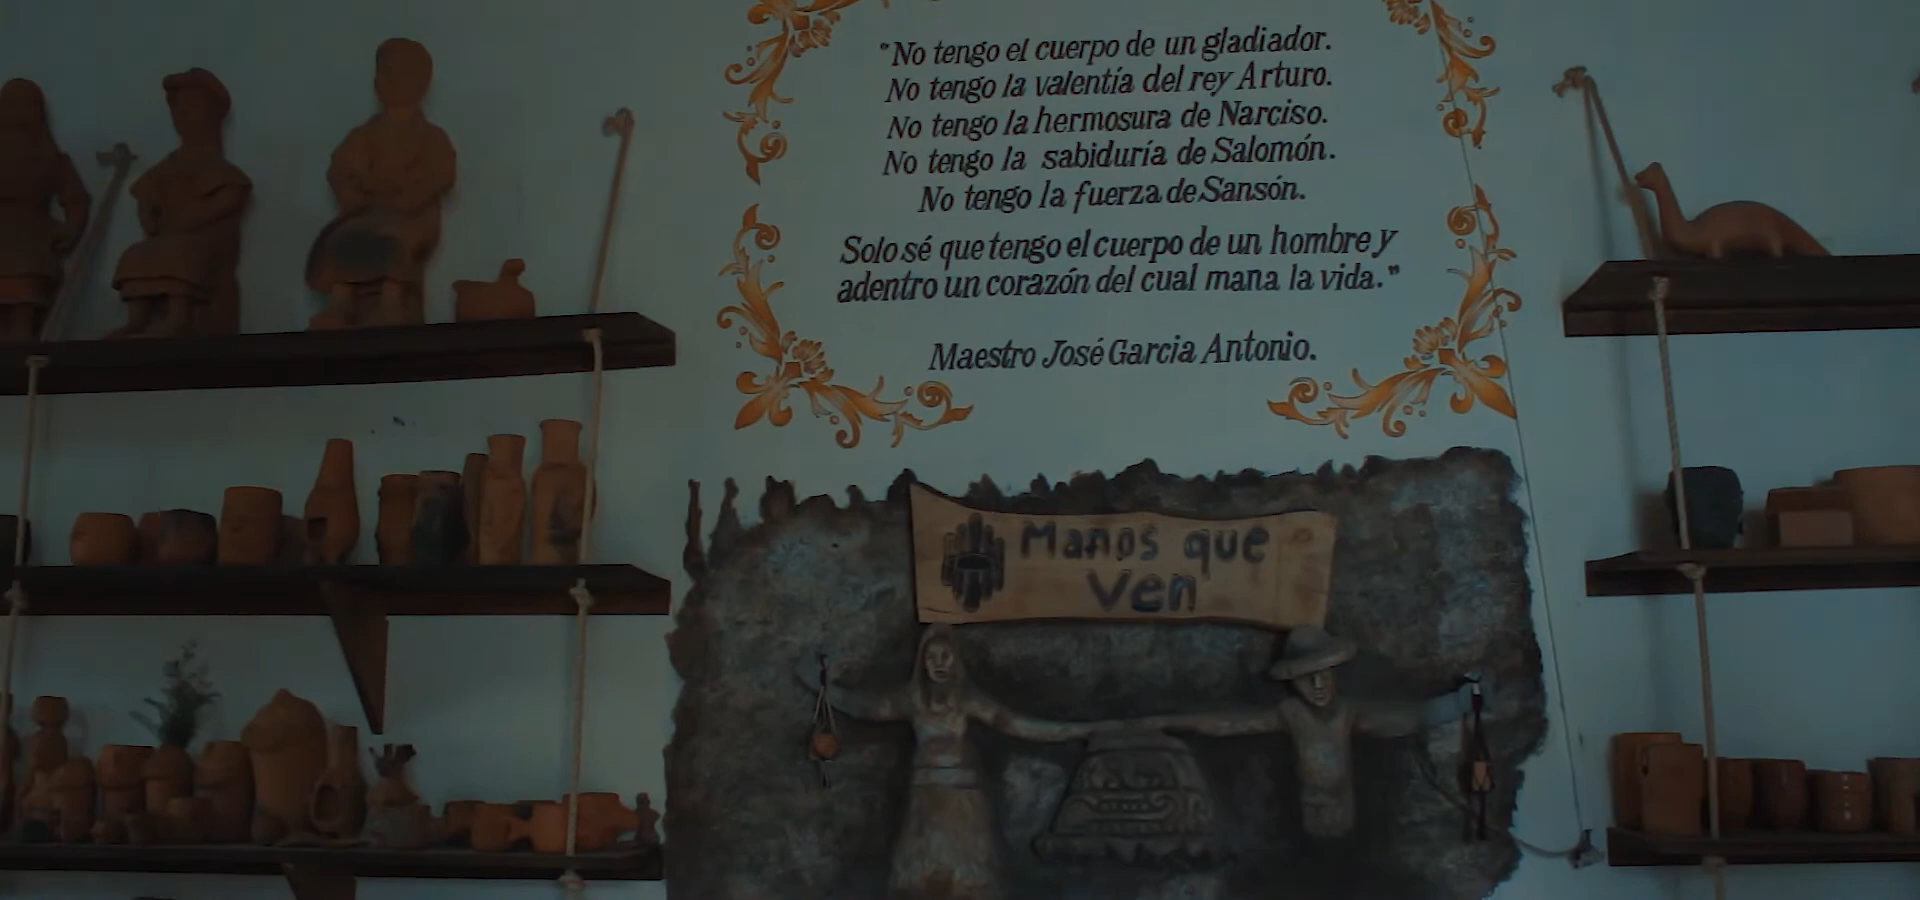 "No tengo el cuerpo de un gladiador.
No tengo la valentía del rey Arturo.
No tengo la hermosura de Narciso.
No tengo la sabiduría de Salomón.
No tengo la fuerza de Sansón.
Solo sé que tengo el cuerpo de un hombre y
adentro un corazón del cual mana la vida."
Maestro José Garcia Antonio.
Manos que
Ven